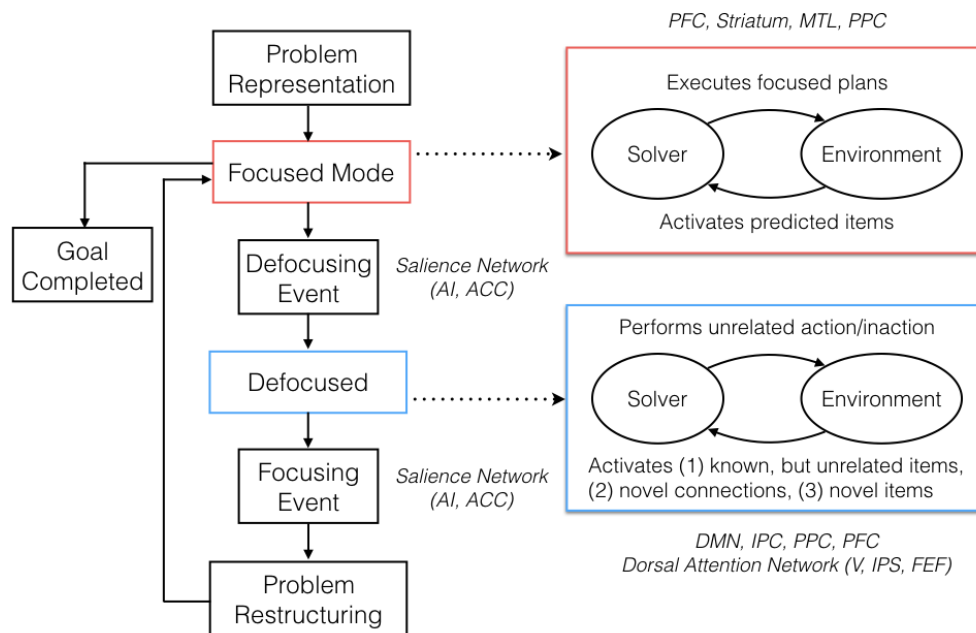 PFC, Striatum, MTL, PPC
Problem
Representation
Executes focused plans
Solver
Environment
Activates predicted items
Focused Mode
Goal
Completed
Defocusing
Event
Salience Network
(AI, ACC)
Performs unrelated action/inaction
Solver
Environment
Activates (1) known, but unrelated items,
(2) novel connections, (3) novel items
Defocused
Focusing
Event
Salience Network
(AI, ACC)
DMN, IPC, PPC, PFC
Dorsal Attention Network (V, IPS, FEF)
Problem
Restructuring